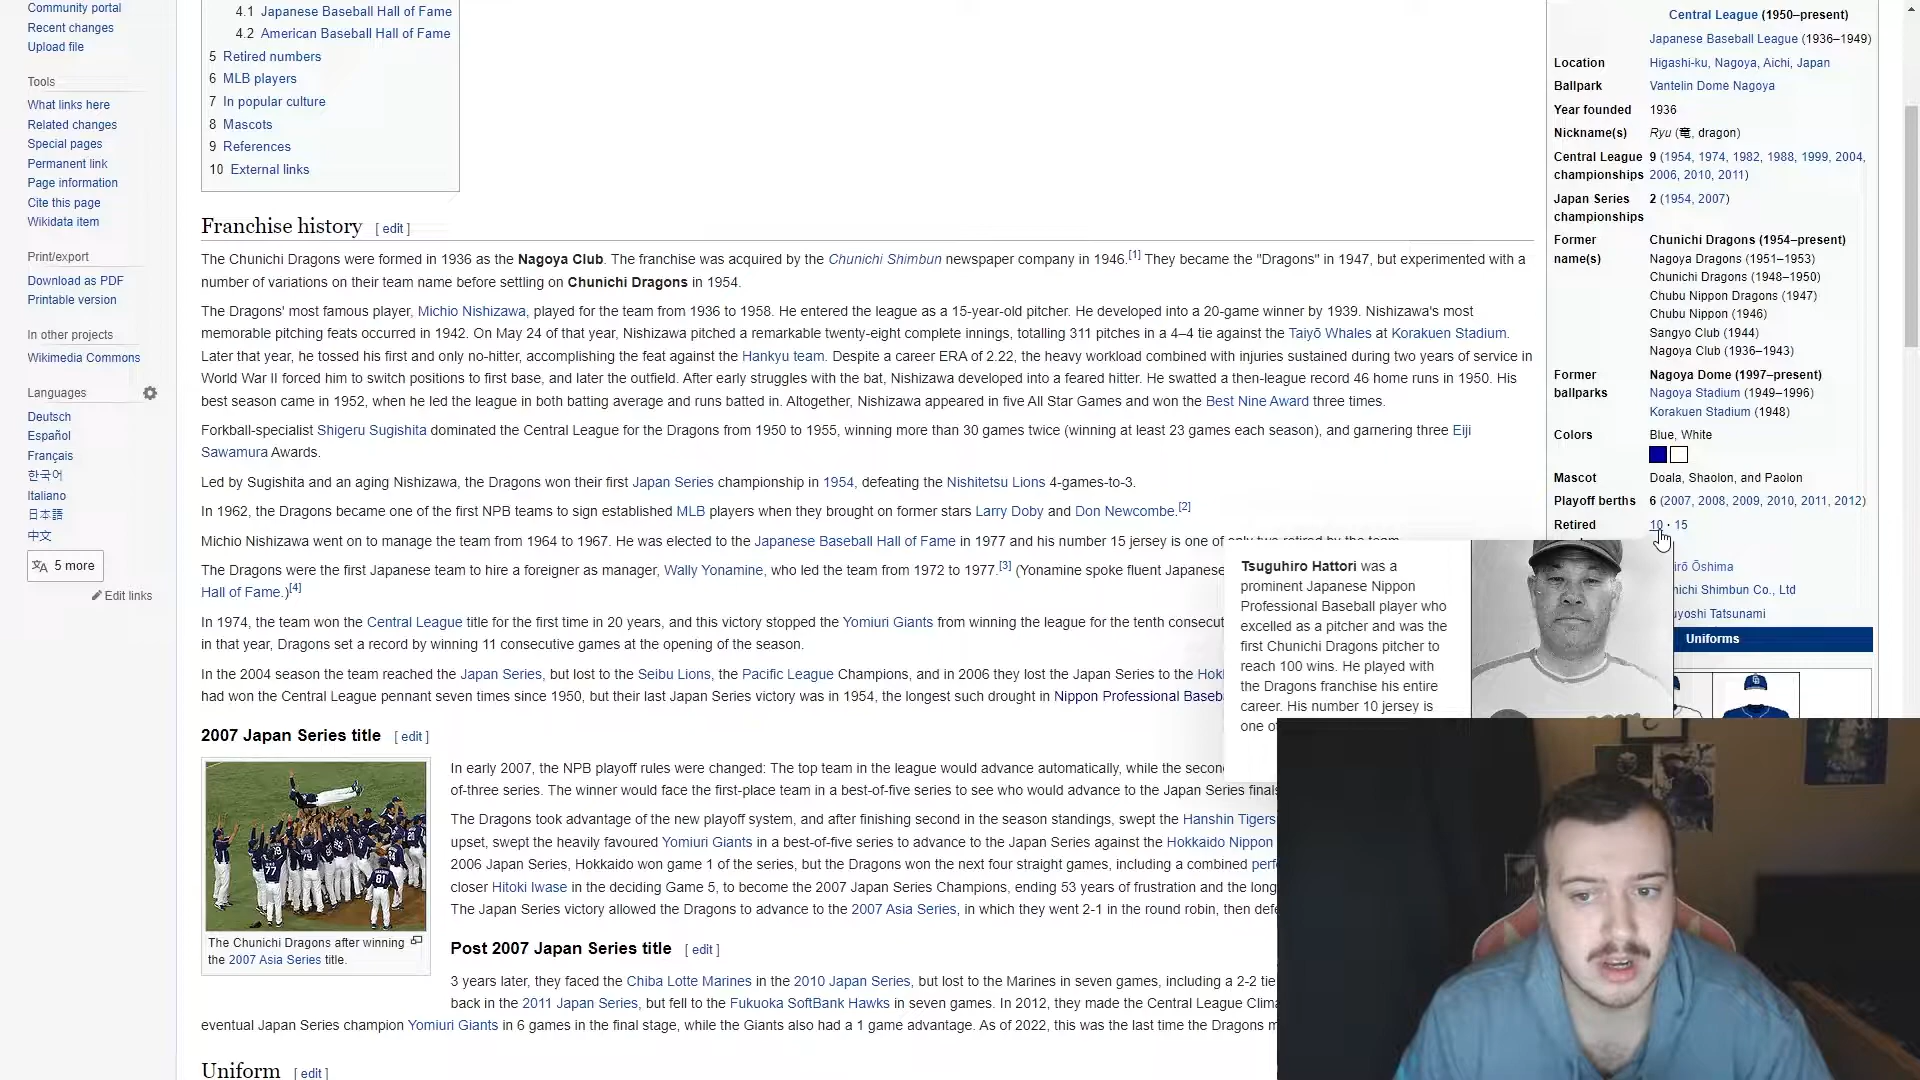 Community portal
Recent changes
Upload file
Tools
What links here
Related changes
Special pages
Permanent link
Page information
Cite this page
Wikidata item
Print/export
Download as PDF
Printable version
In other projects
Wikimedia Commons
Languages
Deutsch
Español
Français
한국어
Italiano
日本語
中文
5 more
Edit links
4.1 Japanese Baseball Hall of Fame
4.2 American Baseball Hall of Fame
5 Retired numbers
6 MLB players
7 In popular culture
8 Mascots
9 References
10 External links
Franchise history [ edit ]
The Chunichi Dragons were formed in 1936 as the Nagoya Club. The franchise was acquired by the Chunichi Shimbun newspaper company in 1946.[1] They became the "Dragons" in 1947, but experimented with a
number of variations on their team name before settling on Chunichi Dragons in 1954.
The Dragons' most famous player, Michio Nishizawa, played for the team from 1936 to 1958. He entered the league as a 15-year-old pitcher. He developed into a 20-game winner by 1939. Nishizawa's most
memorable pitching feats occurred in 1942. On May 24 of that year, Nishizawa pitched a remarkable twenty-eight complete innings, totalling 311 pitches in a 4–4 tie against the Taiyō Whales at Korakuen Stadium.
Later that year, he tossed his first and only no-hitter, accomplishing the feat against the Hankyu team. Despite a career ERA of 2.22, the heavy workload combined with injuries sustained during two years of service in
World War II forced him to switch positions to first base, and later the outfield. After early struggles with the bat, Nishizawa developed into a feared hitter. He swatted a then-league record 46 home runs in 1950. His
best season came in 1952, when he led the league in both batting average and runs batted in. Altogether, Nishizawa appeared in five All Star Games and won the Best Nine Award three times.
Forkball-specialist Shigeru Sugishita dominated the Central League for the Dragons from 1950 to 1955, winning more than 30 games twice (winning at least 23 games each season), and garnering three Eiji
Sawamura Awards.
Led by Sugishita and an aging Nishizawa, the Dragons won their first Japan Series championship in 1954, defeating the Nishitetsu Lions 4-games-to-3.
In 1962, the Dragons became one of the first NPB teams to sign established MLB players when they brought on former stars Larry Doby and Don Newcombe.[2]
Michio Nishizawa went on to manage the team from 1964 to 1967. He was elected to the Japanese Baseball Hall of Fame in 1977 and his number 15 jersey is one of only two retired by the team.
The Dragons were the first Japanese team to hire a foreigner as manager, Wally Yonamine, who led the team from 1972 to 1977.[3] (Yonamine spoke fluent Japanese
Hall of Fame.)[4]
In 1974, the team won the Central League title for the first time in 20 years, and this victory stopped the Yomiuri Giants from winning the league for the tenth consecut
in that year, Dragons set a record by winning 11 consecutive games at the opening of the season.
In the 2004 season the team reached the Japan Series, but lost to the Seibu Lions, the Pacific League Champions, and in 2006 they lost the Japan Series to the Hok
had won the Central League pennant seven times since 1950, but their last Japan Series victory was in 1954, the longest such drought in Nippon Professional Baseb
2007 Japan Series title [ edit ]
The Chunichi Dragons after winning
the 2007 Asia Series title.
In early 2007, the NPB playoff rules were changed: The top team in the league would advance automatically, while the secon
of-three series. The winner would face the first-place team in a best-of-five series to see who would advance to the Japan Series finals
The Dragons took advantage of the new playoff system, and after finishing second in the season standings, swept the Hanshin Tigers
upset, swept the heavily favoured Yomiuri Giants in a best-of-five series to advance to the Japan Series against the Hokkaido Nippon
2006 Japan Series, Hokkaido won game 1 of the series, but the Dragons won the next four straight games, including a combined perf
closer Hitoki Iwase in the deciding Game 5, to become the 2007 Japan Series Champions, ending 53 years of frustration and the long
The Japan Series victory allowed the Dragons to advance to the 2007 Asia Series, in which they went 2-1 in the round robin, then defe
Post 2007 Japan Series title [ edit ]
3 years later, they faced the Chiba Lotte Marines in the 2010 Japan Series, but lost to the Marines in seven games, including a 2-2 tie
back in the 2011 Japan Series, but fell to the Fukuoka SoftBank Hawks in seven games. In 2012, they made the Central League Clim
eventual Japan Series champion Yomiuri Giants in 6 games in the final stage, while the Giants also had a 1 game advantage. As of 2022, this was the last time the Dragons m
Uniform [ edit ]
Central League (1950–present)
Japanese Baseball League (1936–1949)
Location Higashi-ku, Nagoya, Aichi, Japan
Ballpark Vantelin Dome Nagoya
Year founded 1936
Nickname(s) Ryu (竜, dragon)
Central League 9 (1954, 1974, 1982, 1988, 1999, 2004,
championships 2006, 2010, 2011)
Japan Series 2 (1954, 2007)
championships
Former Chunichi Dragons (1954–present)
name(s) Nagoya Dragons (1951–1953)
Chunichi Dragons (1948–1950)
Chubu Nippon Dragons (1947)
Chubu Nippon (1946)
Sangyo Club (1944)
Nagoya Club (1936–1943)
Former Nagoya Dome (1997–present)
ballparks Nagoya Stadium (1949–1996)
Korakuen Stadium (1948)
Colors Blue, White
Mascot Doala, Shaolon, and Paolon
Playoff berths 6 (2007, 2008, 2009, 2010, 2011, 2012)
Retired 10 · 15
irō Ōshima
nichi Shimbun Co., Ltd
uyoshi Tatsunami
Uniforms
Tsuguhiro Hattori was a
prominent Japanese Nippon
Professional Baseball player who
excelled as a pitcher and was the
first Chunichi Dragons pitcher to
reach 100 wins. He played with
the Dragons franchise his entire
career. His number 10 jersey is
one o
77
81